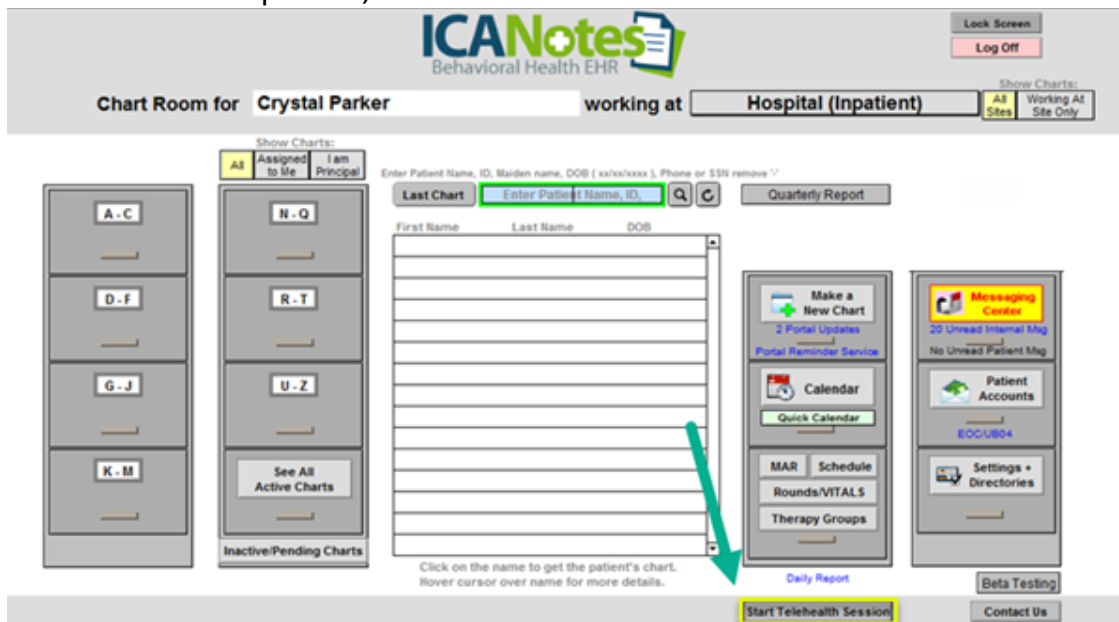 ICANotes
Behavioral Health EHR
Lock Screen
Log Off
Chart Room for Crystal Parker working at Hospital (Inpatient)
Show Charts:
All Sites
Working At Site Only
Show Charts:
All
Assigned to Me
I am Principal
Enter Patient Name, ID, Maiden name, DOB ( xx/xx/xxxx ), Phone or SSN remove '-'
Last Chart
Enter Patient Name, ID,
Quarterly Report
First Name Last Name DOB
A - C
N - Q
D - F
R - T
G - J
U - Z
K - M
See All
Active Charts
Inactive/Pending Charts
Make a
New Chart
2 Portal Updates
Portal Reminder Service
Calendar
Quick Calendar
MAR Schedule
Rounds/VITALS
Therapy Groups
Daily Report
Messaging
Center
20 Unread Internal Msg
No Unread Patient Msg
Patient
Accounts
EOC/UB04
Settings +
Directories
Click on the name to get the patient's chart.
Hover cursor over name for more details.
Beta Testing
Start Telehealth Session
Contact Us